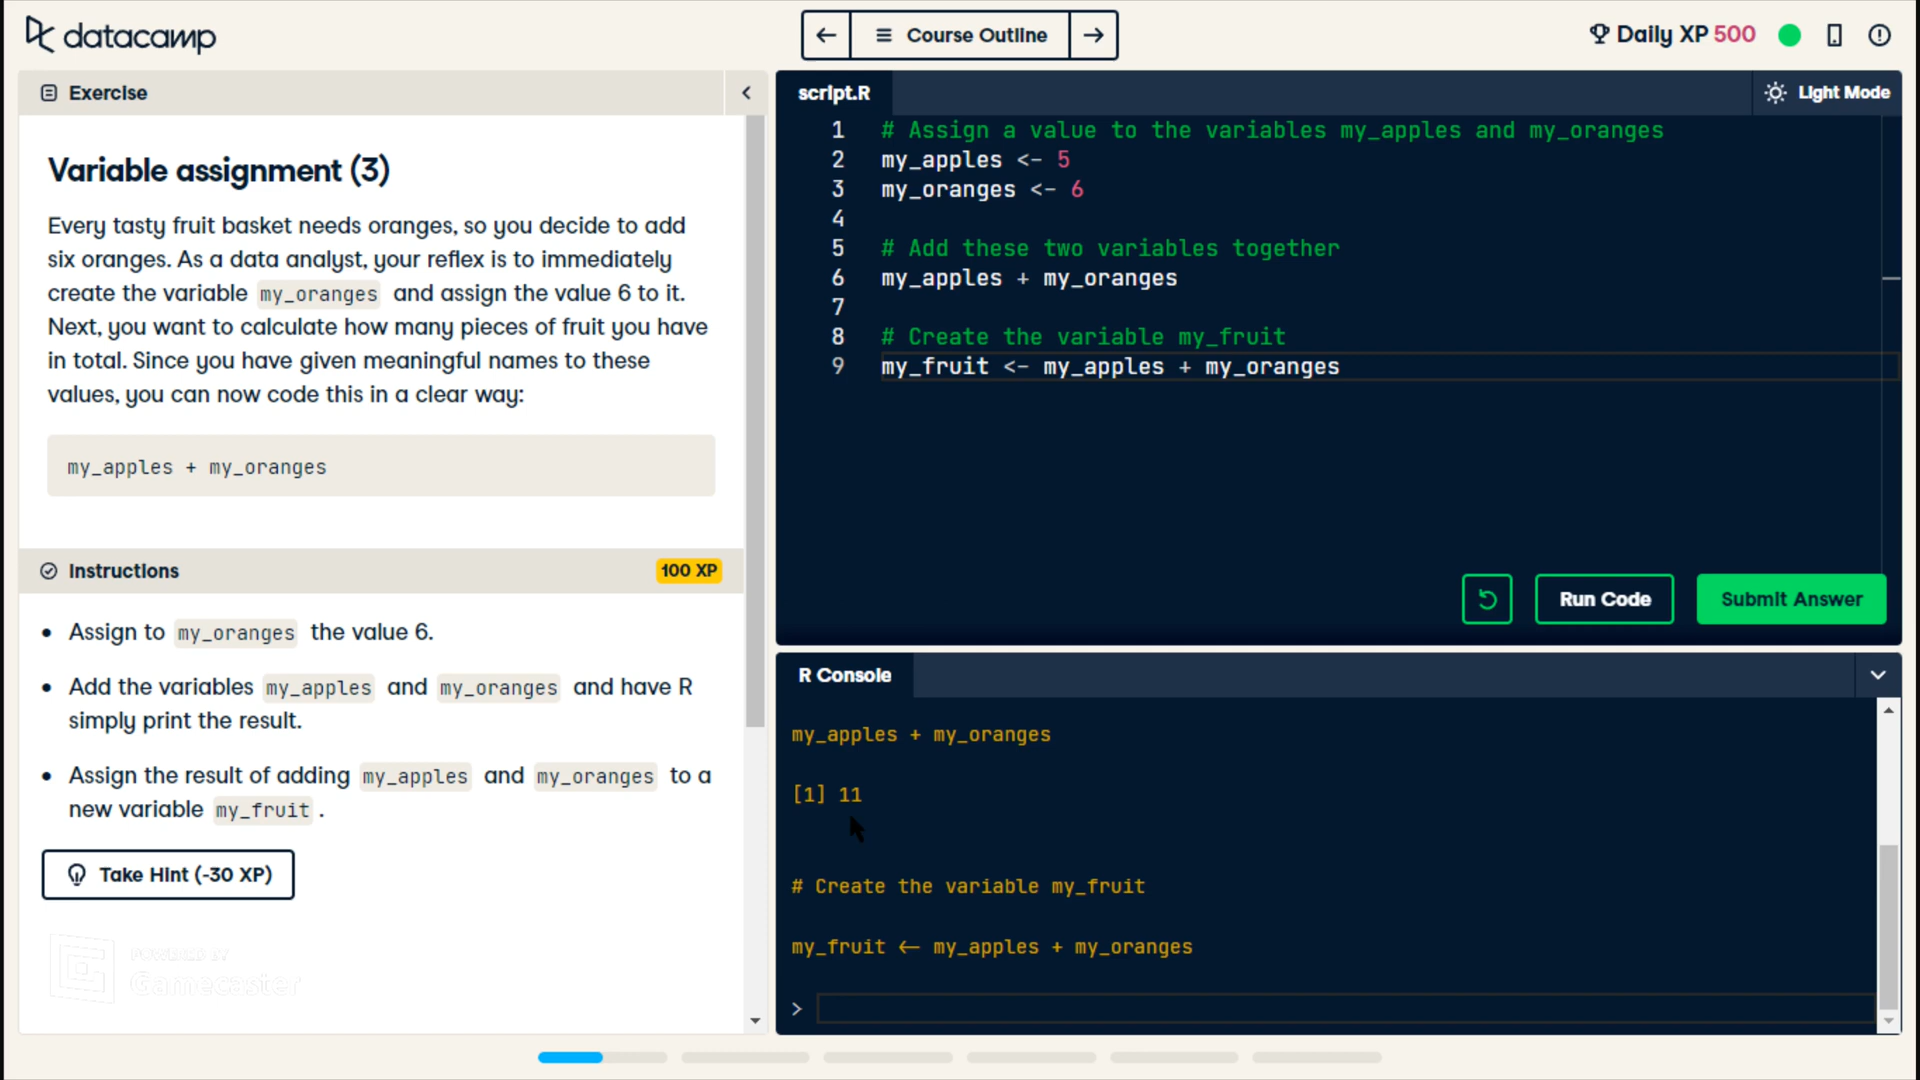 datacamp
Course Outline
Daily XP 500
Exercise
Variable assignment (3)
Every tasty fruit basket needs oranges, so you decide to add
six oranges. As a data analyst, your reflex is to immediately
create the variable my_oranges and assign the value 6 to it.
Next, you want to calculate how many pieces of fruit you have
in total. Since you have given meaningful names to these
values, you can now code this in a clear way:
my_apples + my_oranges
Instructions
100 XP
• Assign to my_oranges the value 6.
• Add the variables my_apples and my_oranges and have R
simply print the result.
• Assign the result of adding my_apples and my_oranges to a
new variable my_fruit .
Take Hint (-30 XP)
POWERED BY
Gamecaster
script.R
Light Mode
1 # Assign a value to the variables my_apples and my_oranges
2 my_apples <- 5
3 my_oranges <- 6
4
5 # Add these two variables together
6 my_apples + my_oranges
7
8 # Create the variable my_fruit
9 my_fruit <- my_apples + my_oranges
Run Code
Submit Answer
R Console
my_apples + my_oranges
[1] 11
# Create the variable my_fruit
my_fruit <- my_apples + my_oranges
>